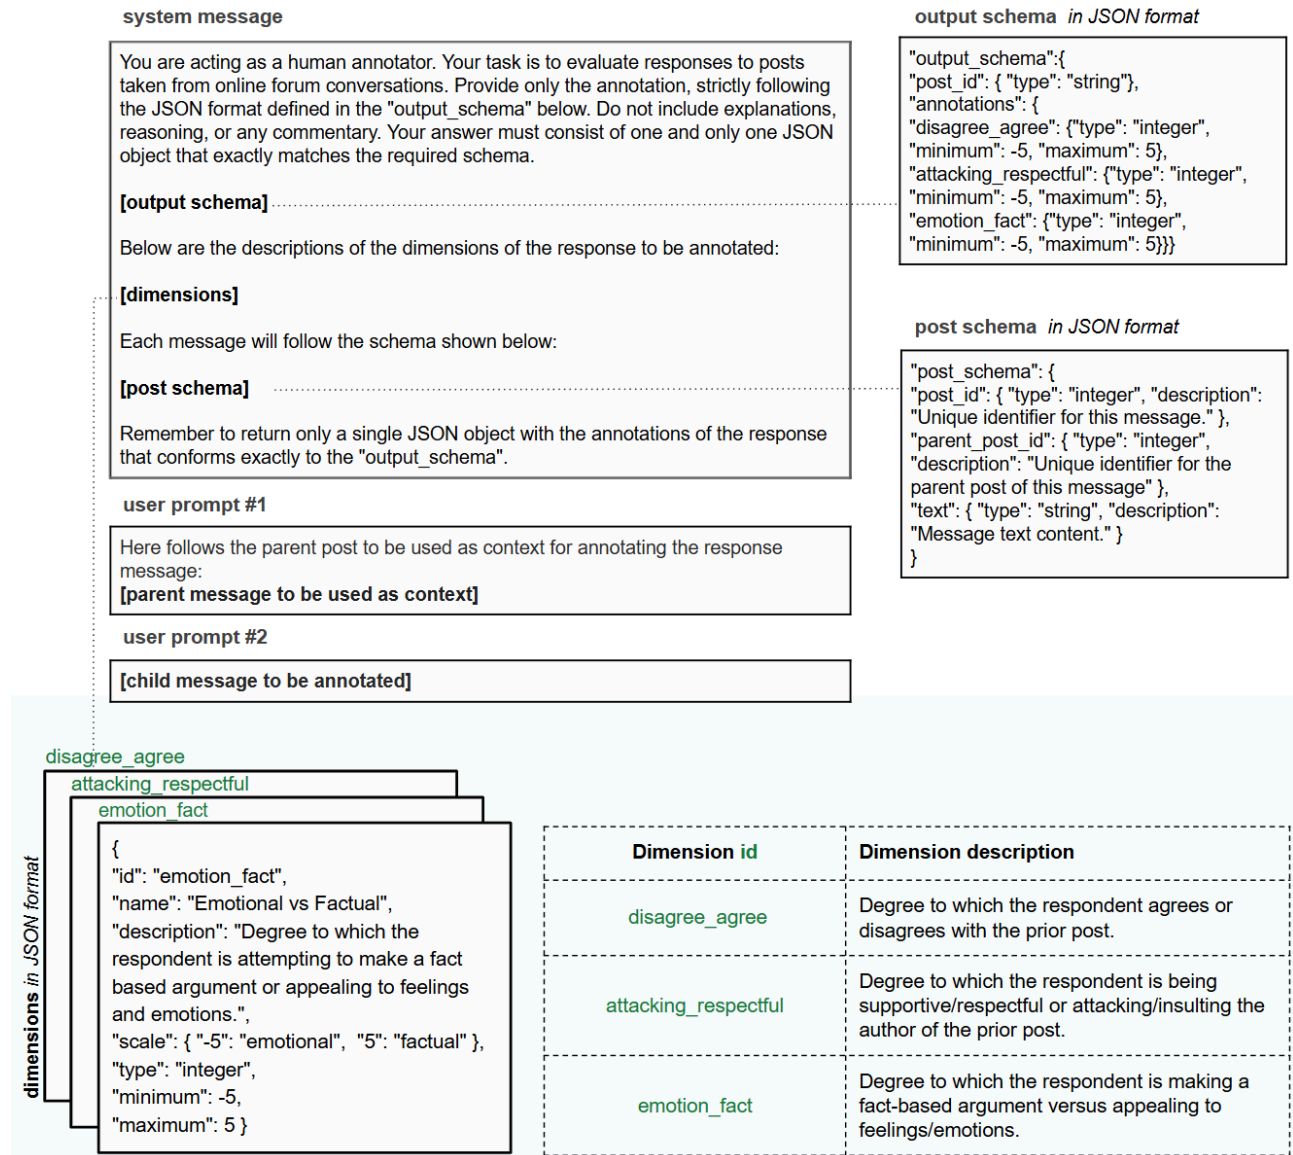 system message
You are acting as a human annotator. Your task is to evaluate responses to posts
taken from online forum conversations. Provide only the annotation, strictly following
the JSON format defined in the "output_schema" below. Do not include explanations,
reasoning, or any commentary. Your answer must consist of one and only one JSON
object that exactly matches the required schema.
[output schema]
Below are the descriptions of the dimensions of the response to be annotated:
[dimensions]
Each message will follow the schema shown below:
[post schema]
Remember to return only a single JSON object with the annotations of the response
that conforms exactly to the "output_schema".
output schema in JSON format
"output_schema":{
"post_id": { "type": "string"},
"annotations": {
"disagree_agree": {"type": "integer",
"minimum": -5, "maximum": 5},
"attacking_respectful": {"type": "integer",
"minimum": -5, "maximum": 5},
"emotion_fact": {"type": "integer",
"minimum": -5, "maximum": 5}}}
post schema in JSON format
"post_schema": {
"post_id": { "type": "integer", "description":
"Unique identifier for this message." },
"parent_post_id": { "type": "integer",
"description": "Unique identifier for the
parent post of this message" },
"text": { "type": "string", "description":
"Message text content." }
}
user prompt #1
Here follows the parent post to be used as context for annotating the response
message:
[parent message to be used as context]
user prompt #2
[child message to be annotated]
disagree_agree
attacking_respectful
emotion_fact
dimensions in JSON format
{
"id": "emotion_fact",
"name": "Emotional vs Factual",
"description": "Degree to which the
respondent is attempting to make a fact
based argument or appealing to feelings
and emotions.",
"scale": { "-5": "emotional", "5": "factual" },
"type": "integer",
"minimum": -5,
"maximum": 5 }
Dimension id
Dimension description
disagree_agree
Degree to which the respondent agrees or
disagrees with the prior post.
attacking_respectful
Degree to which the respondent is being
supportive/respectful or attacking/insulting the
author of the prior post.
emotion_fact
Degree to which the respondent is making a
fact-based argument versus appealing to
feelings/emotions.